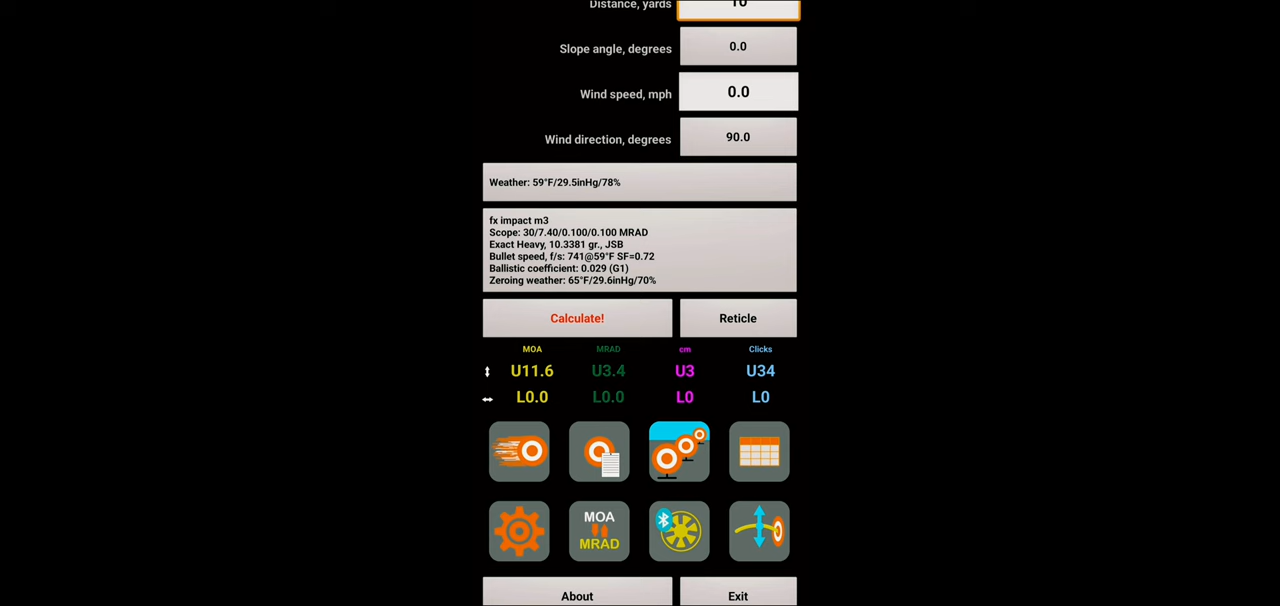 Distance, yards 10
Slope angle, degrees 0.0
Wind speed, mph 0.0
Wind direction, degrees 90.0
Weather: 59°F/29.5inHg/78%
fx impact m3
Scope: 30/7.40/0.100/0.100 MRAD
Exact Heavy, 10.3381 gr., JSB
Bullet speed, f/s: 741@59°F SF=0.72
Ballistic coefficient: 0.029 (G1)
Zeroing weather: 65°F/29.6inHg/70%
Calculate! Reticle
MOA MRAD cm Clicks
U11.6 U3.4 U3 U34
L0.0 L0.0 L0 L0
MOA
MRAD
About Exit